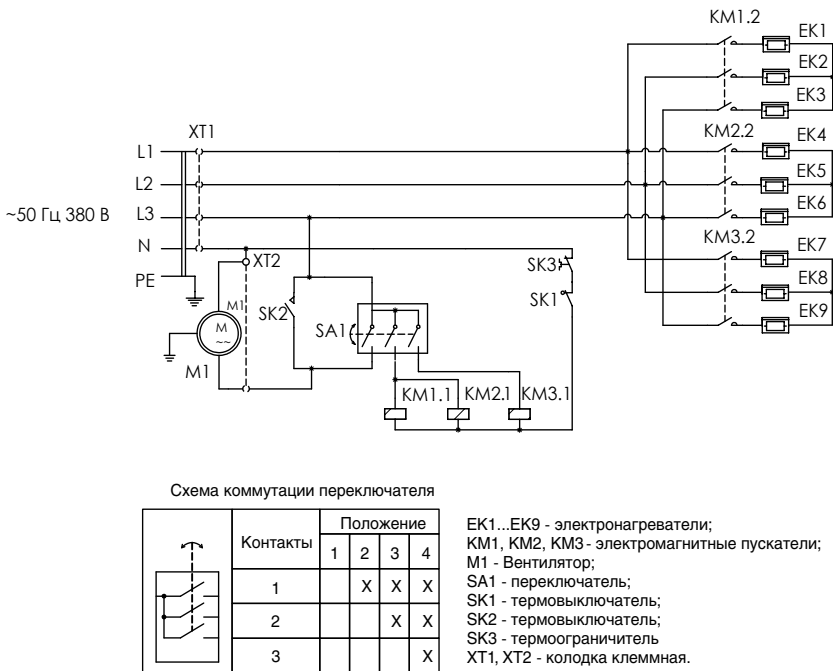 KM1.2
EK1
EK2
EK3
XT1
KM2.2
EK4
L1
L2
EK5
~50 Гц 380 В
L3
EK6
N
KM3.2
EK7
XT2
SK3
PE
EK8
M1
SK2
SK1
M
~~
SA1
EK9
M1
KM1.1
KM2.1
KM3.1
Схема коммутации переключателя
Контакты
Положение
1 2 3 4
1 X X X
2 X X
3 X
EK1...EK9 - электронагреватели;
KM1, KM2, KM3 - электромагнитные пускатели;
M1 - Вентилятор;
SA1 - переключатель;
SK1 - термовыключатель;
SK2 - термовыключатель;
SK3 - термоограничитель
XT1, XT2 - колодка клеммная.